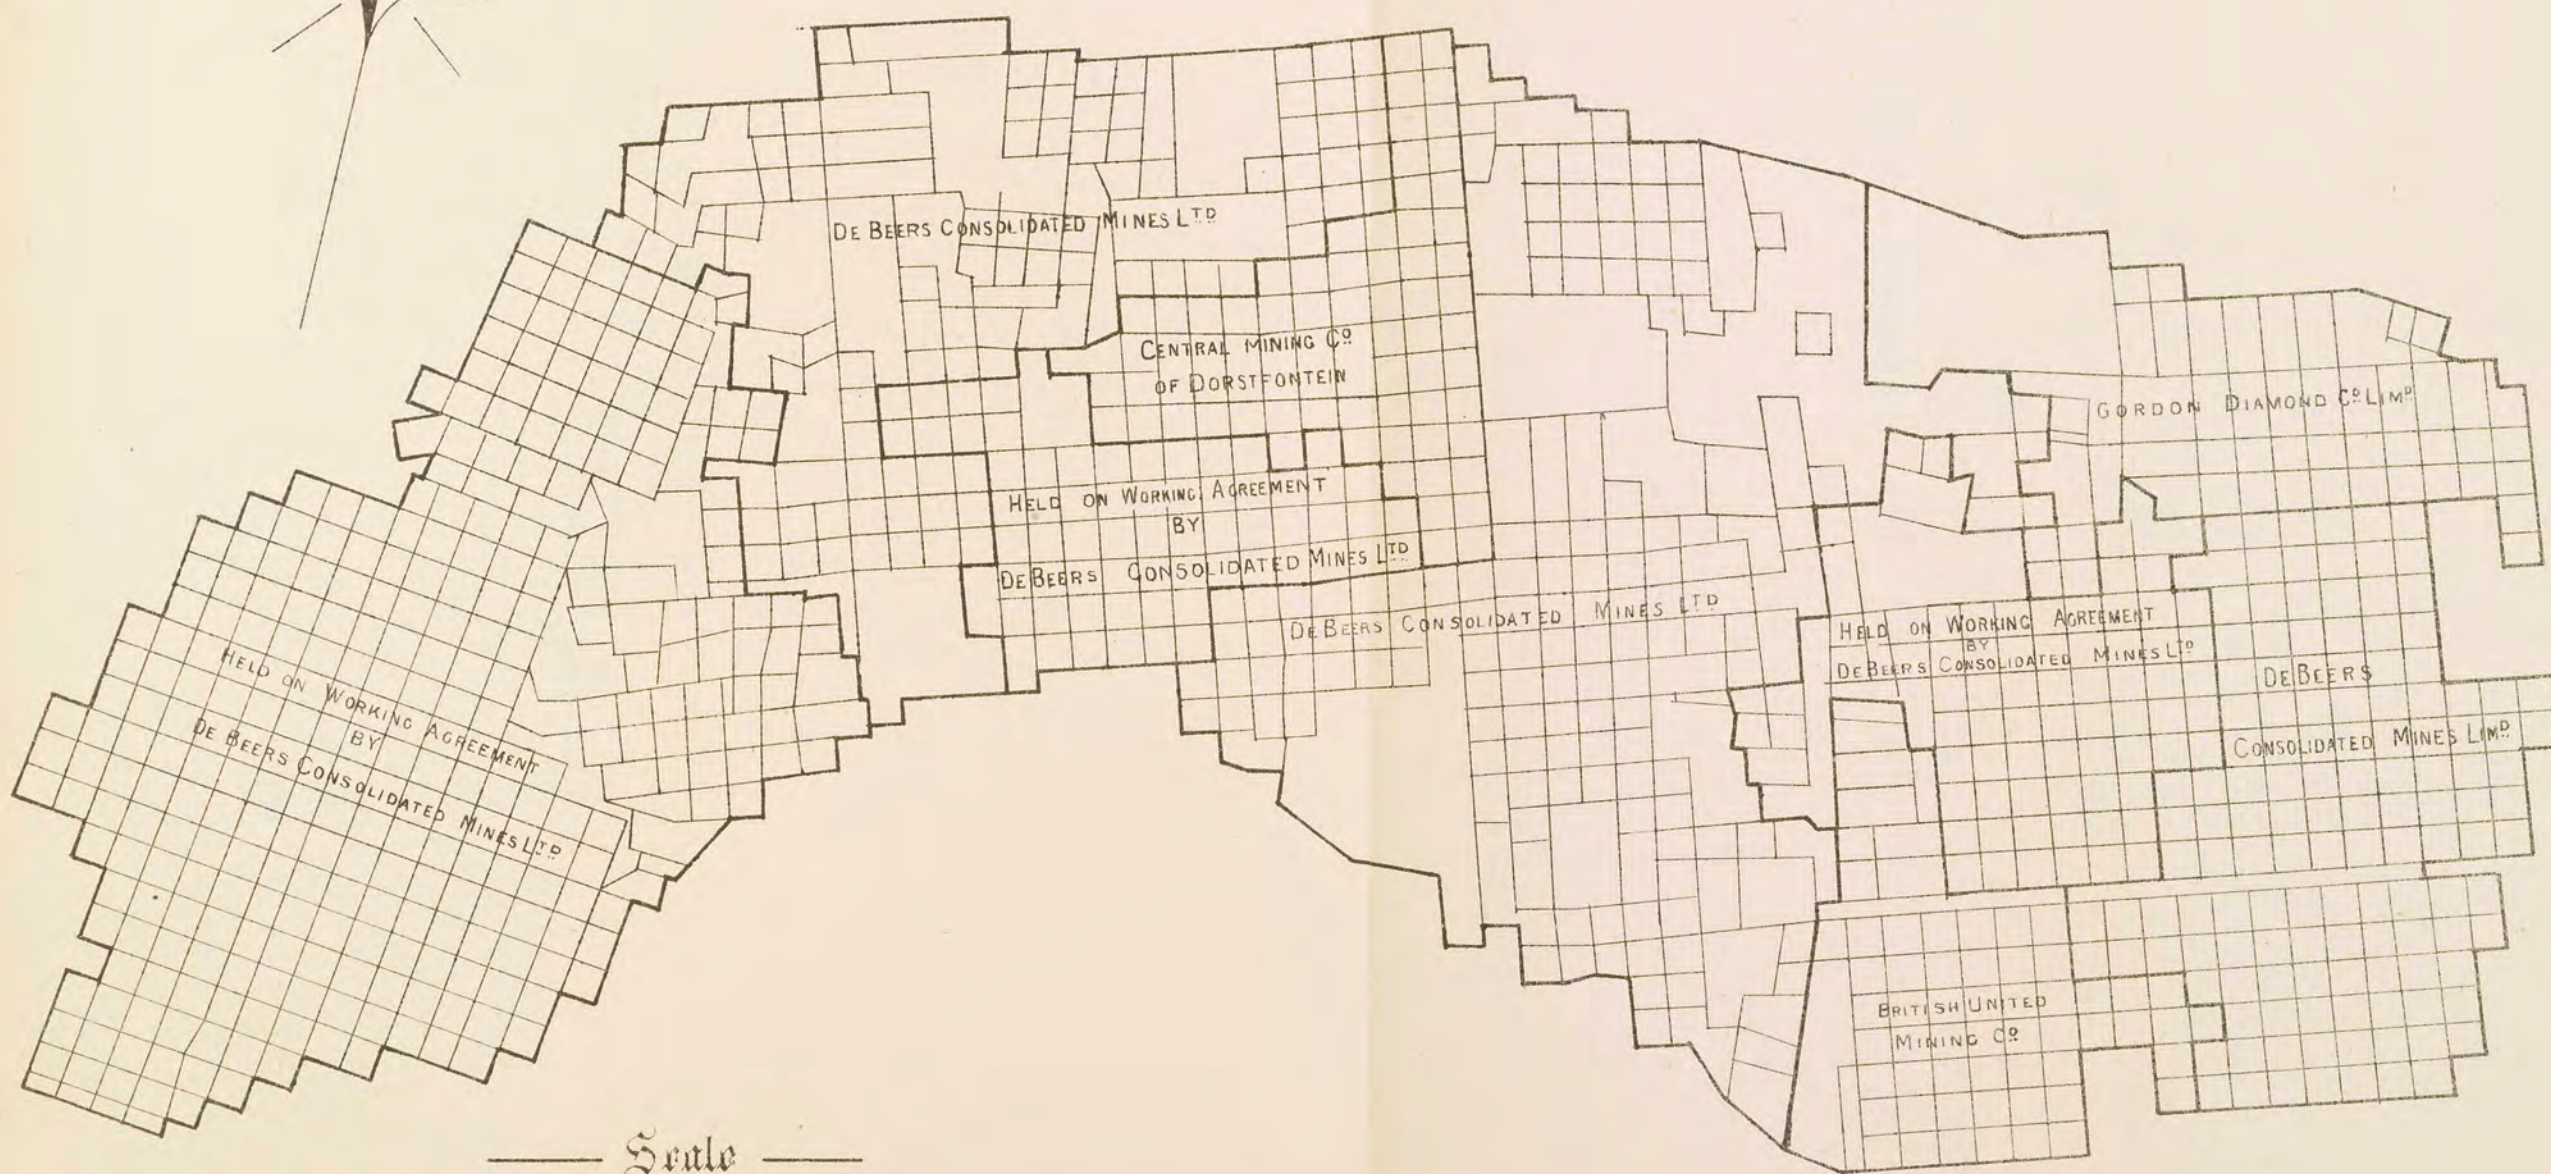 DE BEERS CONSOLIDATED MINES LTD
CENTRAL MINING CO
OF DORSTFONTEIN
GORDON DIAMOND CO LIMD
HELD ON WORKING AGREEMENT
BY
DE BEERS CONSOLIDATED MINES LTD
DE BEERS CONSOLIDATED MINES LTD
HELD ON WORKING AGREEMENT
BY
DE BEERS CONSOLIDATED MINES LTD
DE BEERS
CONSOLIDATED MINES LIMD
HELD ON WORKING AGREEMENT
BY
DE BEERS CONSOLIDATED MINES LTD
BRITISH UNITED
MINING CO
Scale